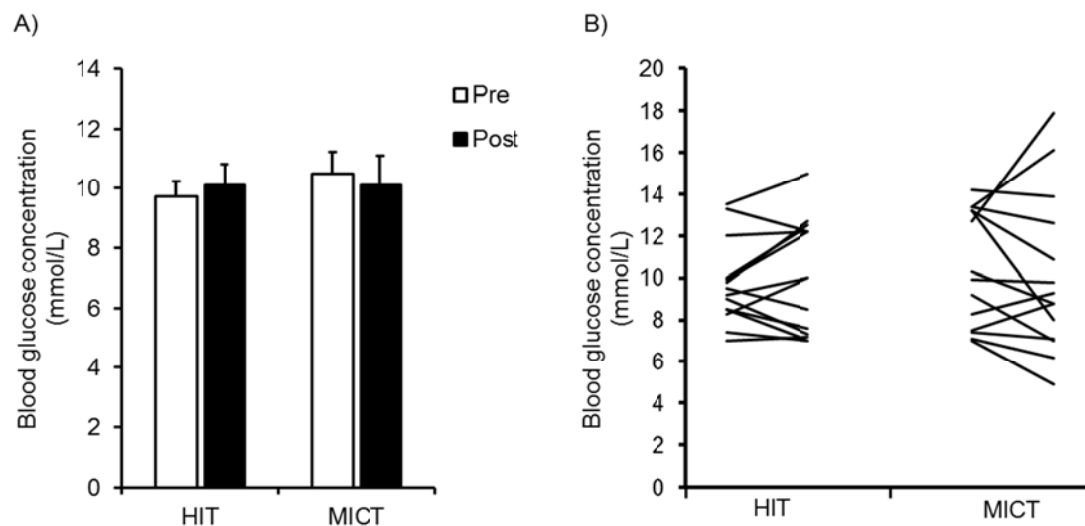 A)
Blood glucose concentration
(mmol/L)
14
12
10
8
6
4
2
0
HIT
MICT
Pre
Post
B)
Blood glucose concentration
(mmol/L)
20
18
16
14
12
10
8
6
4
2
0
HIT
MICT